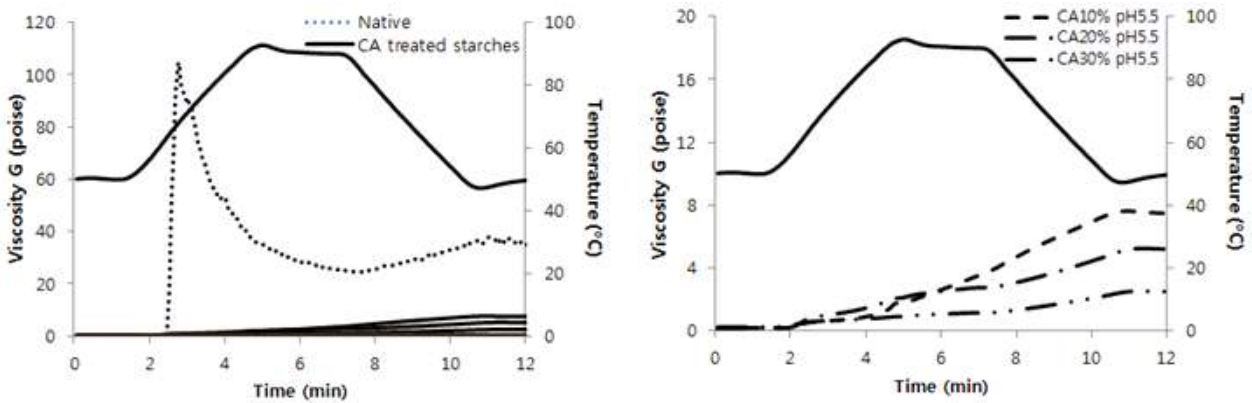 120
100
80
60
40
20
0
Viscosity G (poise)
0 2 4 6 8 10 12
Time (min)
100
80
60
40
20
0
Temperature (°C)
Native
CA treated starches
20
16
12
8
4
0
Viscosity G (poise)
0 2 4 6 8 10 12
Time (min)
100
80
60
40
20
0
Temperature (°C)
CA10% pH5.5
CA20% pH5.5
CA30% pH5.5